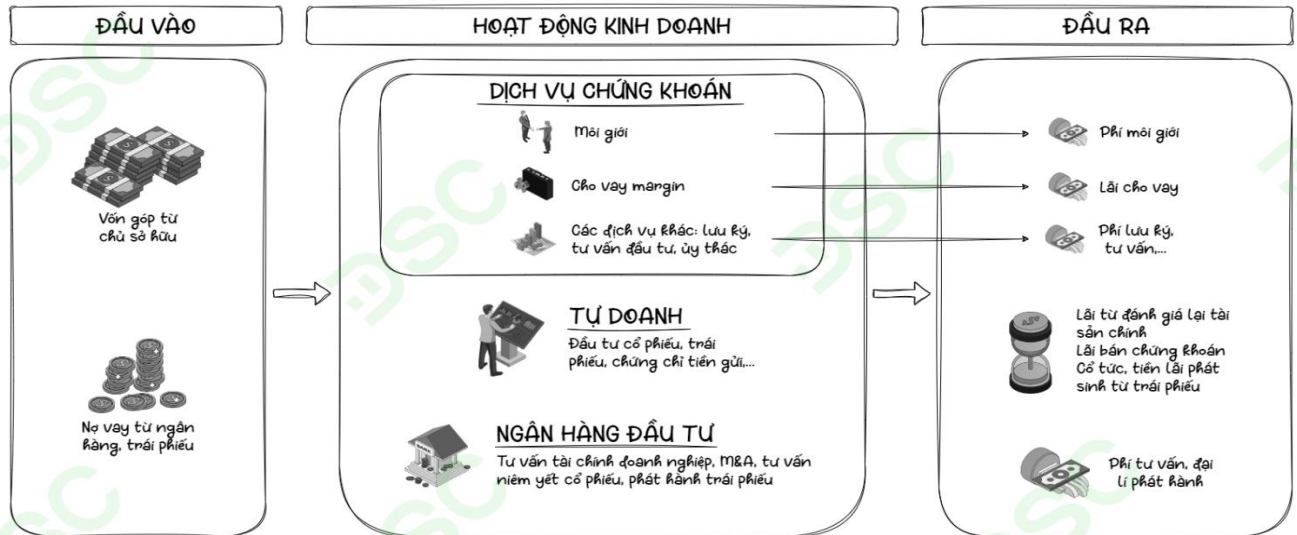 ĐẦU VÀO
HOẠT ĐỘNG KINH DOANH
ĐẦU RA
Vốn góp từ
chủ sở hữu
Nợ vay từ ngân
hàng, trái phiếu
DỊCH VỤ CHỨNG KHOÁN
Môi giới
Cho vay margin
Các dịch vụ khác: lưu ký,
tư vấn đầu tư, ủy thác
TỰ DOANH
Đầu tư cổ phiếu, trái
phiếu, chứng chỉ tiền gửi,...
NGÂN HÀNG ĐẦU TƯ
Tư vấn tài chính doanh nghiệp, M&A, tư vấn
niêm yết cổ phiếu, phát hành trái phiếu
Phí môi giới
Lãi cho vay
Phí lưu ký,
tư vấn,...
Lãi từ đánh giá lại tài
sản chính
Lãi bán chứng khoán
Cổ tức, tiền lãi phát
sinh từ trái phiếu
Phí tư vấn, đại
lí phát hành
DSC
DSC
DSC
DSC
DSC